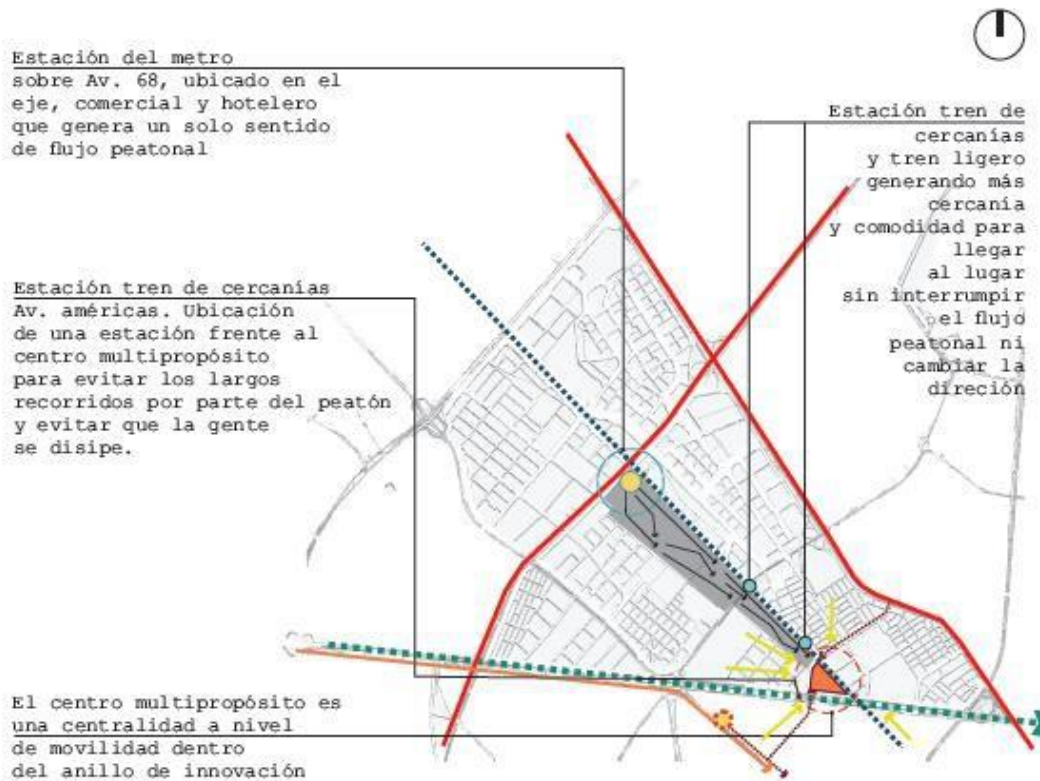 Estación del metro
sobre Av. 68, ubicado en el
eje, comercial y hotelero
que genera un solo sentido
de flujo peatonal
Estación tren de
cercanías
y tren ligero
generando más
cercanía
y comodidad para
llegar
al lugar
sin interrumpir
el flujo
peatonal ni
cambiar la
direción
Estación tren de cercanías
Av. américas. Ubicación
de una estación frente al
centro multipropósito
para evitar los largos
recorridos por parte del peatón
y evitar que la gente
se disipe.
El centro multipropósito es
una centralidad a nivel
de movilidad dentro
del anillo de innovación